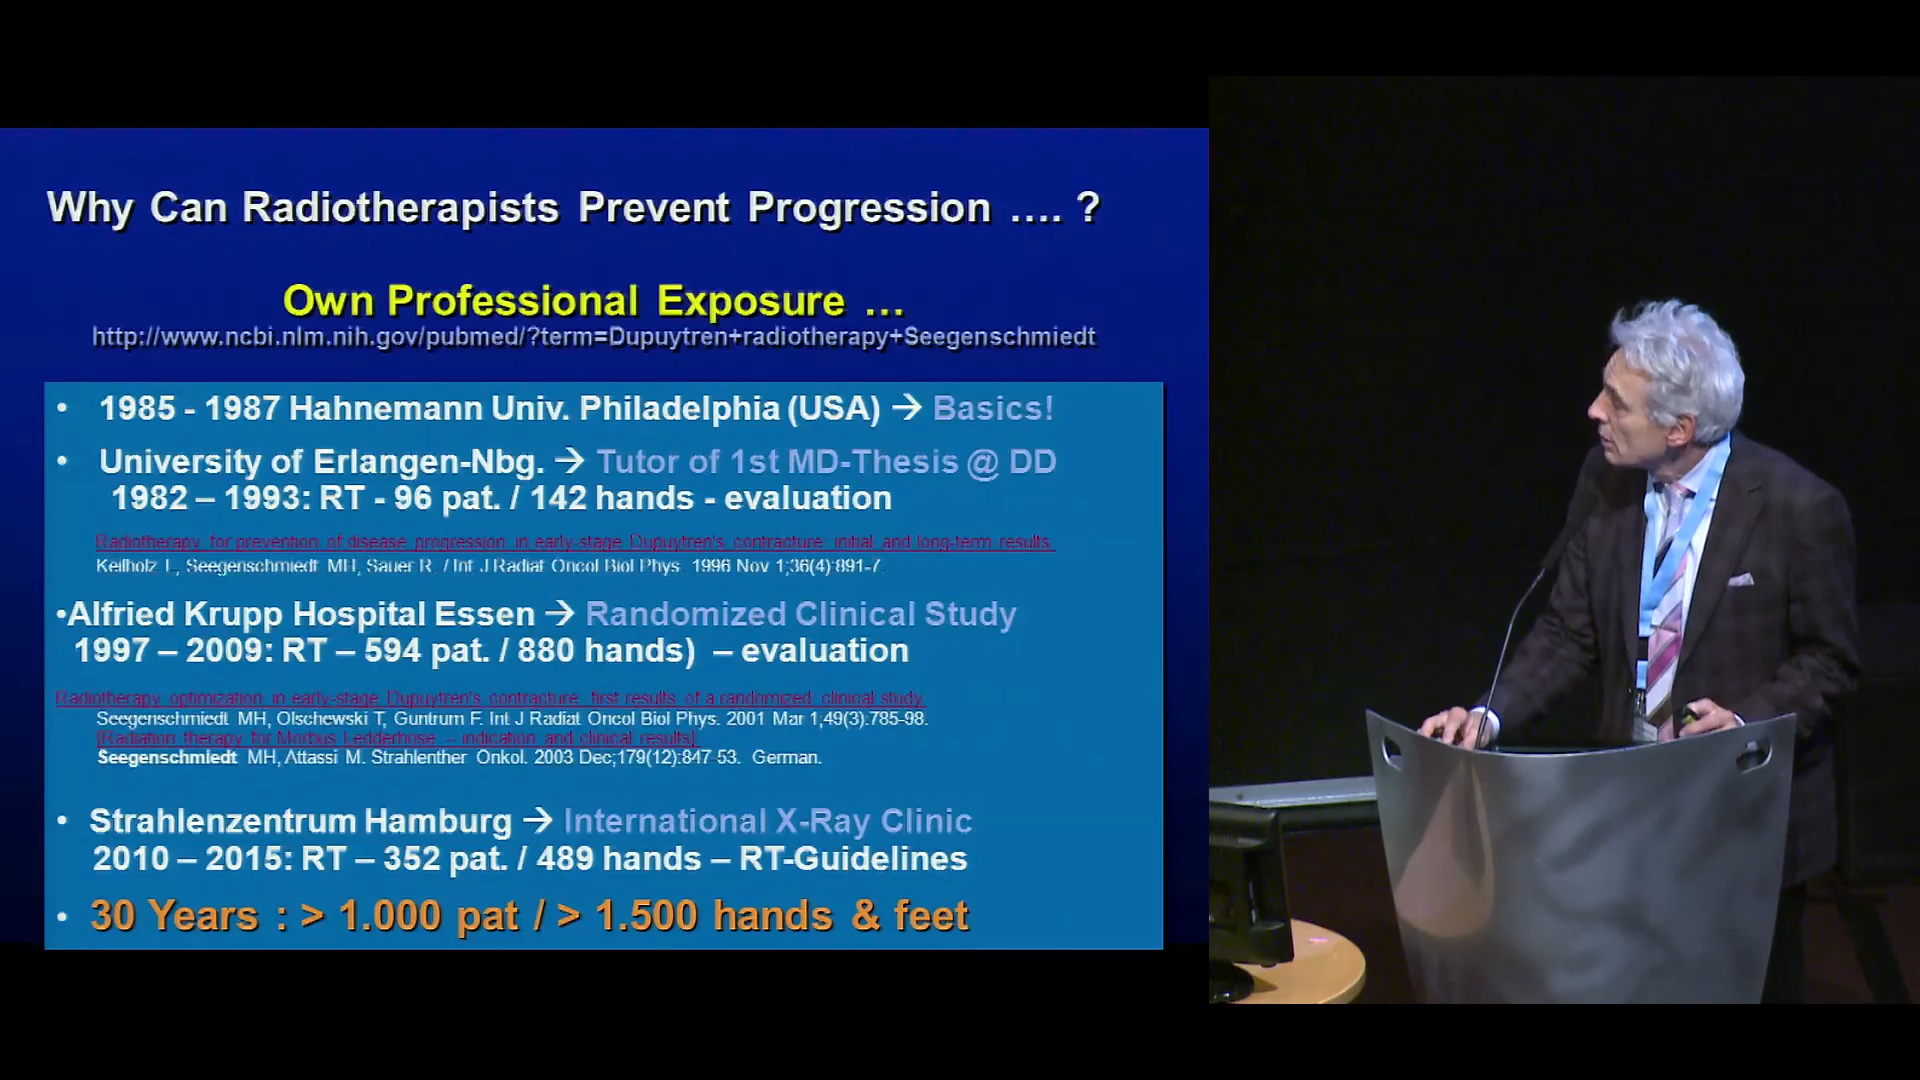 Why Can Radiotherapists Prevent Progression .... ?
Own Professional Exposure ...
http://www.ncbi.nlm.nih.gov/pubmed/?term=Dupuytren+radiotherapy+Seegenschmiedt
• 1985 - 1987 Hahnemann Univ. Philadelphia (USA) → Basics!
• University of Erlangen-Nbg. → Tutor of 1st MD-Thesis @ DD
1982 – 1993: RT - 96 pat. / 142 hands - evaluation
Radiotherapy for prevention of disease progression in early-stage Dupuytren's contracture: initial and long-term results.
Keilholz L, Seegenschmiedt MH, Sauer R. / Int J Radiat Oncol Biol Phys. 1996 Nov 1;36(4):891-7
•Alfried Krupp Hospital Essen → Randomized Clinical Study
1997 – 2009: RT – 594 pat. / 880 hands) – evaluation
Radiotherapy optimization in early-stage Dupuytren's contracture: first results of a randomized clinical study.
Seegenschmiedt MH, Olschewski T, Guntrum F. Int J Radiat Oncol Biol Phys. 2001 Mar 1;49(3):785-98.
[Radiation therapy for Morbus Ledderhose -- indication and clinical results].
Seegenschmiedt MH, Attassi M. Strahlenther Onkol. 2003 Dec;179(12):847-53. German.
• Strahlenzentrum Hamburg → International X-Ray Clinic
2010 – 2015: RT – 352 pat. / 489 hands – RT-Guidelines
• 30 Years : > 1.000 pat / > 1.500 hands & feet